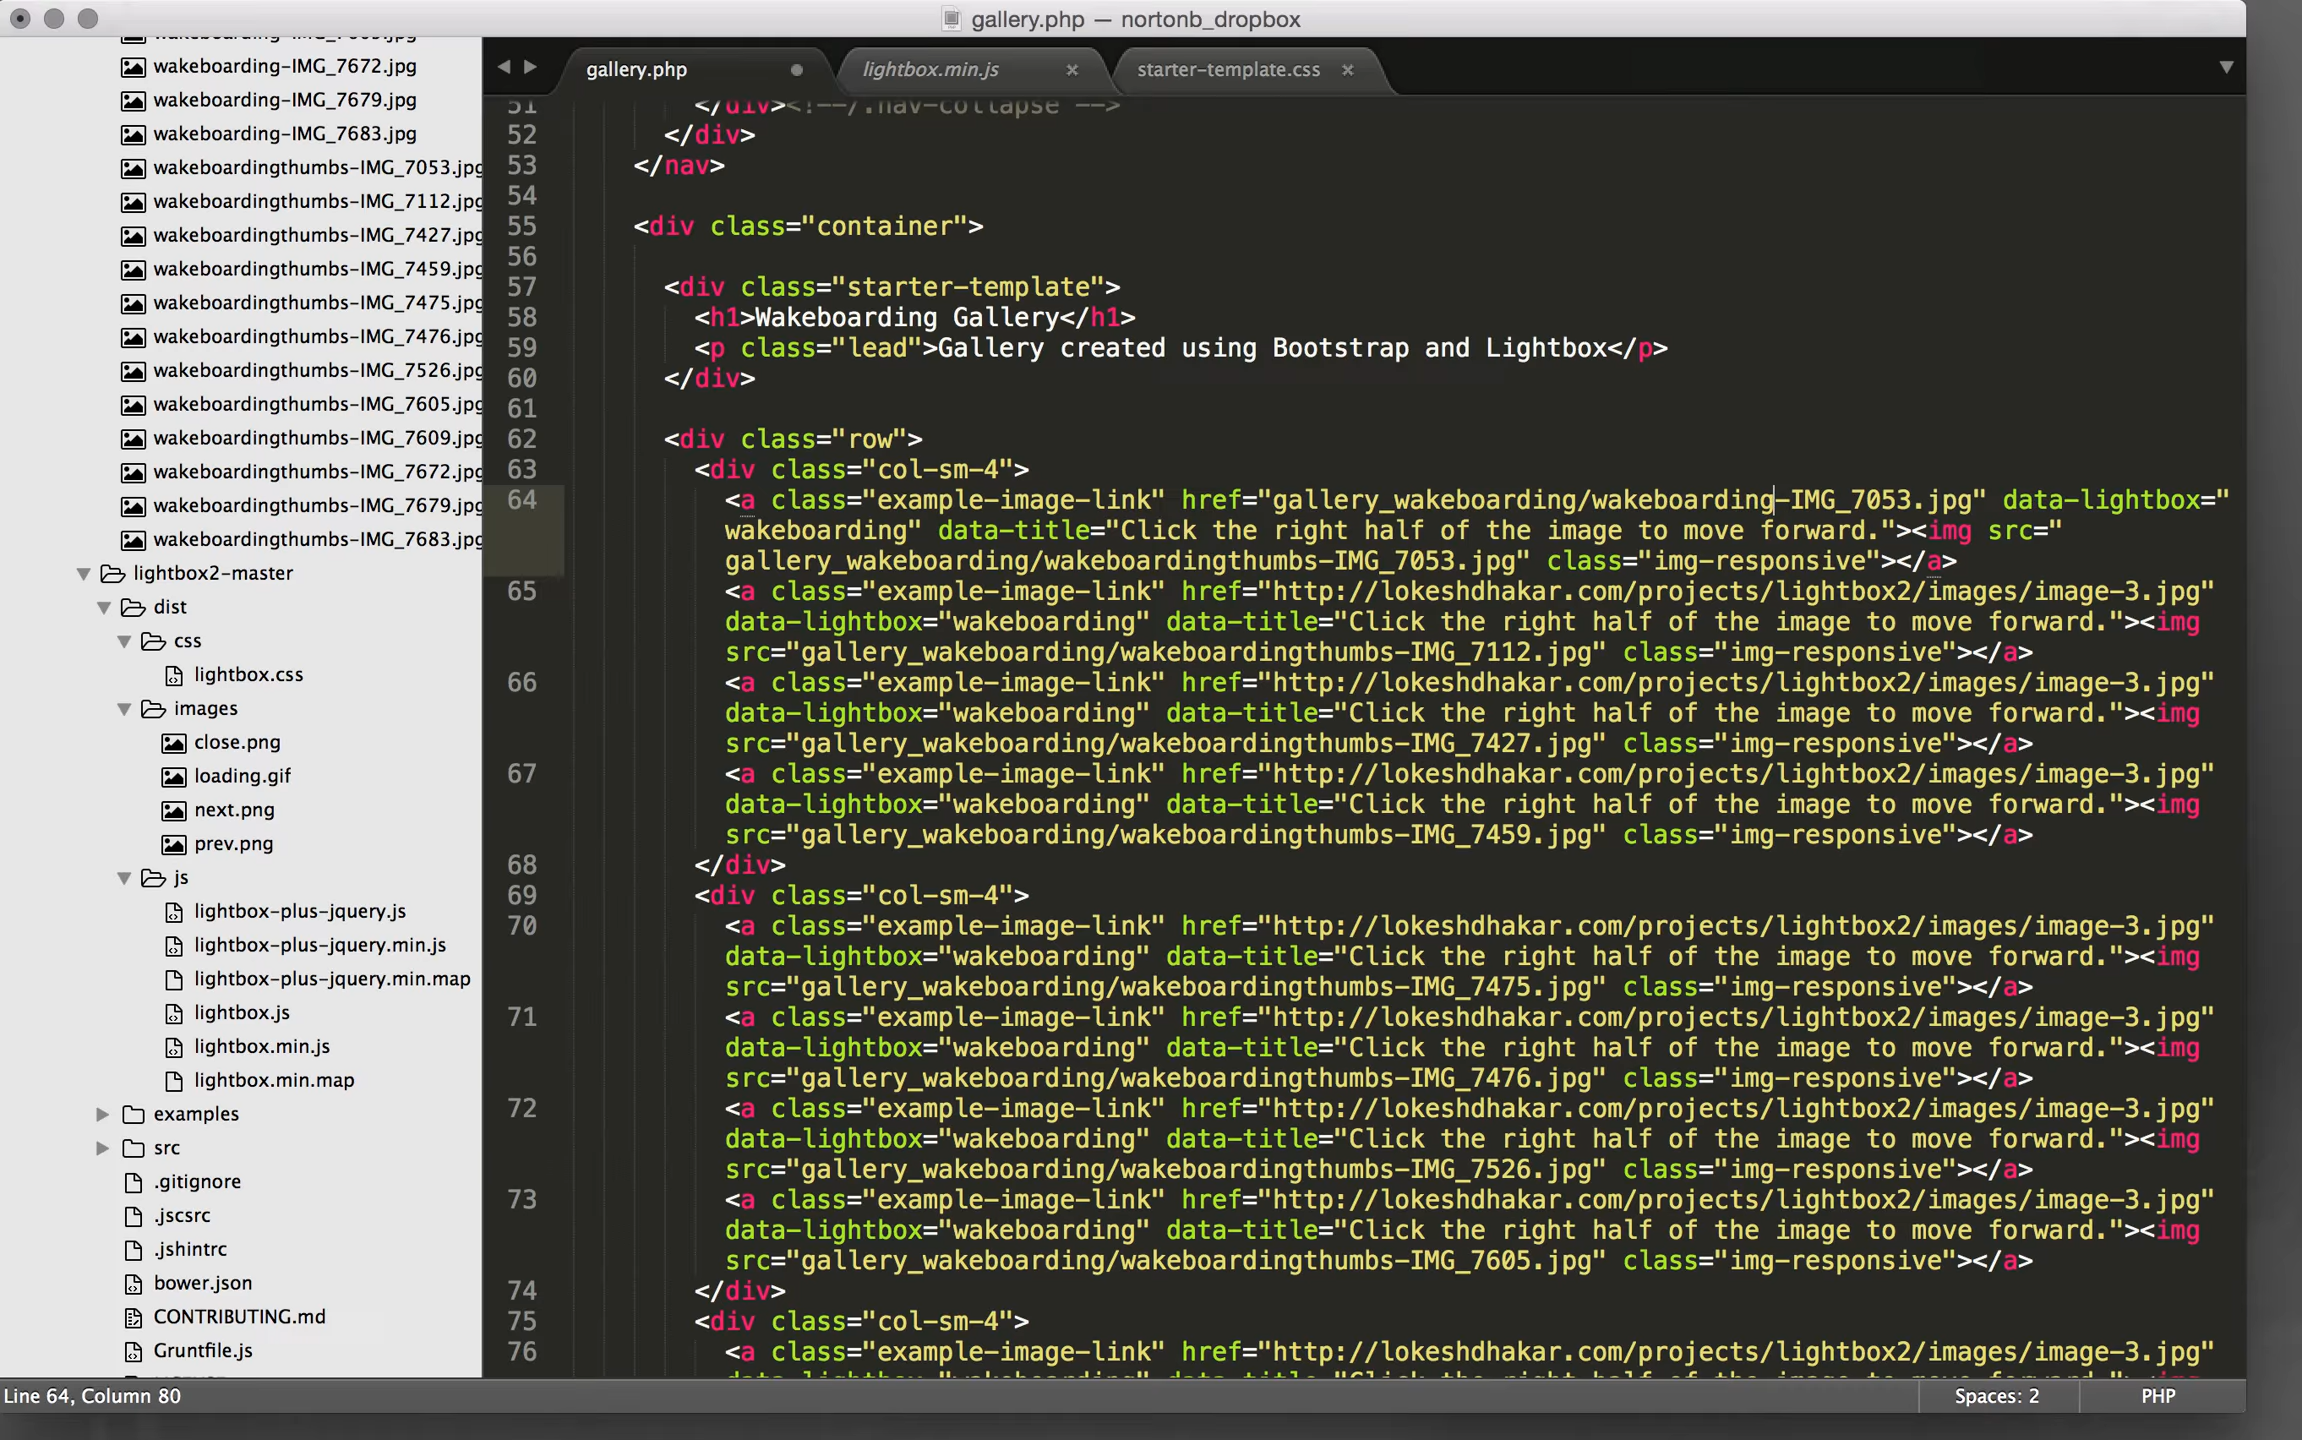 gallery.php — nortonb_dropbox
wakeboarding-IMG_7609.jpg
wakeboarding-IMG_7672.jpg
wakeboarding-IMG_7679.jpg
wakeboarding-IMG_7683.jpg
wakeboardingthumbs-IMG_7053.jpg
wakeboardingthumbs-IMG_7112.jpg
wakeboardingthumbs-IMG_7427.jpg
wakeboardingthumbs-IMG_7459.jpg
wakeboardingthumbs-IMG_7475.jpg
wakeboardingthumbs-IMG_7476.jpg
wakeboardingthumbs-IMG_7526.jpg
wakeboardingthumbs-IMG_7605.jpg
wakeboardingthumbs-IMG_7609.jpg
wakeboardingthumbs-IMG_7672.jpg
wakeboardingthumbs-IMG_7679.jpg
wakeboardingthumbs-IMG_7683.jpg
lightbox2-master
dist
css
lightbox.css
images
close.png
loading.gif
next.png
prev.png
js
lightbox-plus-jquery.js
lightbox-plus-jquery.min.js
lightbox-plus-jquery.min.map
lightbox.js
lightbox.min.js
lightbox.min.map
examples
src
.gitignore
.jscsrc
.jshintrc
bower.json
CONTRIBUTING.md
Gruntfile.js
gallery.php
lightbox.min.js
starter-template.css
51 </div><!--/.nav-collapse -->
52 </div>
53 </nav>
54
55 <div class="container">
56
57 <div class="starter-template">
58 <h1>Wakeboarding Gallery</h1>
59 <p class="lead">Gallery created using Bootstrap and Lightbox</p>
60 </div>
61
62 <div class="row">
63 <div class="col-sm-4">
64 <a class="example-image-link" href="gallery_wakeboarding/wakeboarding-IMG_7053.jpg" data-lightbox="
wakeboarding" data-title="Click the right half of the image to move forward."><img src="
gallery_wakeboarding/wakeboardingthumbs-IMG_7053.jpg" class="img-responsive"></a>
65 <a class="example-image-link" href="http://lokeshdhakar.com/projects/lightbox2/images/image-3.jpg"
data-lightbox="wakeboarding" data-title="Click the right half of the image to move forward."><img
src="gallery_wakeboarding/wakeboardingthumbs-IMG_7112.jpg" class="img-responsive"></a>
66 <a class="example-image-link" href="http://lokeshdhakar.com/projects/lightbox2/images/image-3.jpg"
data-lightbox="wakeboarding" data-title="Click the right half of the image to move forward."><img
src="gallery_wakeboarding/wakeboardingthumbs-IMG_7427.jpg" class="img-responsive"></a>
67 <a class="example-image-link" href="http://lokeshdhakar.com/projects/lightbox2/images/image-3.jpg"
data-lightbox="wakeboarding" data-title="Click the right half of the image to move forward."><img
src="gallery_wakeboarding/wakeboardingthumbs-IMG_7459.jpg" class="img-responsive"></a>
68 </div>
69 <div class="col-sm-4">
70 <a class="example-image-link" href="http://lokeshdhakar.com/projects/lightbox2/images/image-3.jpg"
data-lightbox="wakeboarding" data-title="Click the right half of the image to move forward."><img
src="gallery_wakeboarding/wakeboardingthumbs-IMG_7475.jpg" class="img-responsive"></a>
71 <a class="example-image-link" href="http://lokeshdhakar.com/projects/lightbox2/images/image-3.jpg"
data-lightbox="wakeboarding" data-title="Click the right half of the image to move forward."><img
src="gallery_wakeboarding/wakeboardingthumbs-IMG_7476.jpg" class="img-responsive"></a>
72 <a class="example-image-link" href="http://lokeshdhakar.com/projects/lightbox2/images/image-3.jpg"
data-lightbox="wakeboarding" data-title="Click the right half of the image to move forward."><img
src="gallery_wakeboarding/wakeboardingthumbs-IMG_7526.jpg" class="img-responsive"></a>
73 <a class="example-image-link" href="http://lokeshdhakar.com/projects/lightbox2/images/image-3.jpg"
data-lightbox="wakeboarding" data-title="Click the right half of the image to move forward."><img
src="gallery_wakeboarding/wakeboardingthumbs-IMG_7605.jpg" class="img-responsive"></a>
74 </div>
75 <div class="col-sm-4">
76 <a class="example-image-link" href="http://lokeshdhakar.com/projects/lightbox2/images/image-3.jpg"
Line 64, Column 80
Spaces: 2
PHP